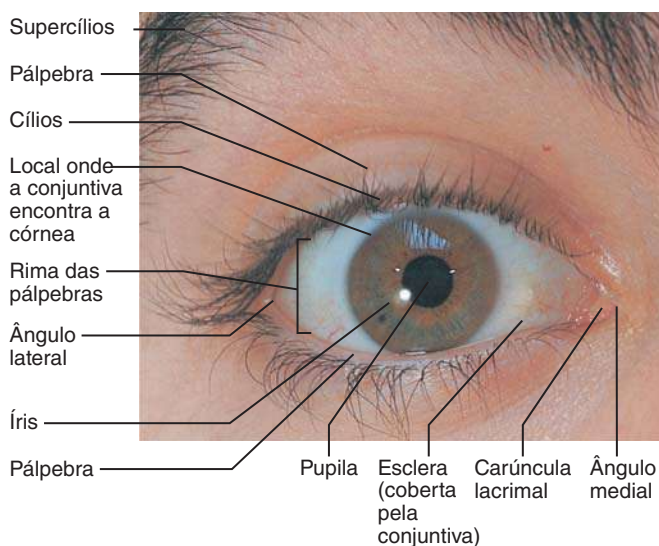 Supercílios
Pálpebra
Cílios
Local onde
a conjuntiva
encontra a
córnea
Rima das
pálpebras
Ângulo
lateral
Íris
Pálpebra
Pupila
Esclera
(coberta
pela
conjuntiva)
Carúncula
lacrimal
Ângulo
medial